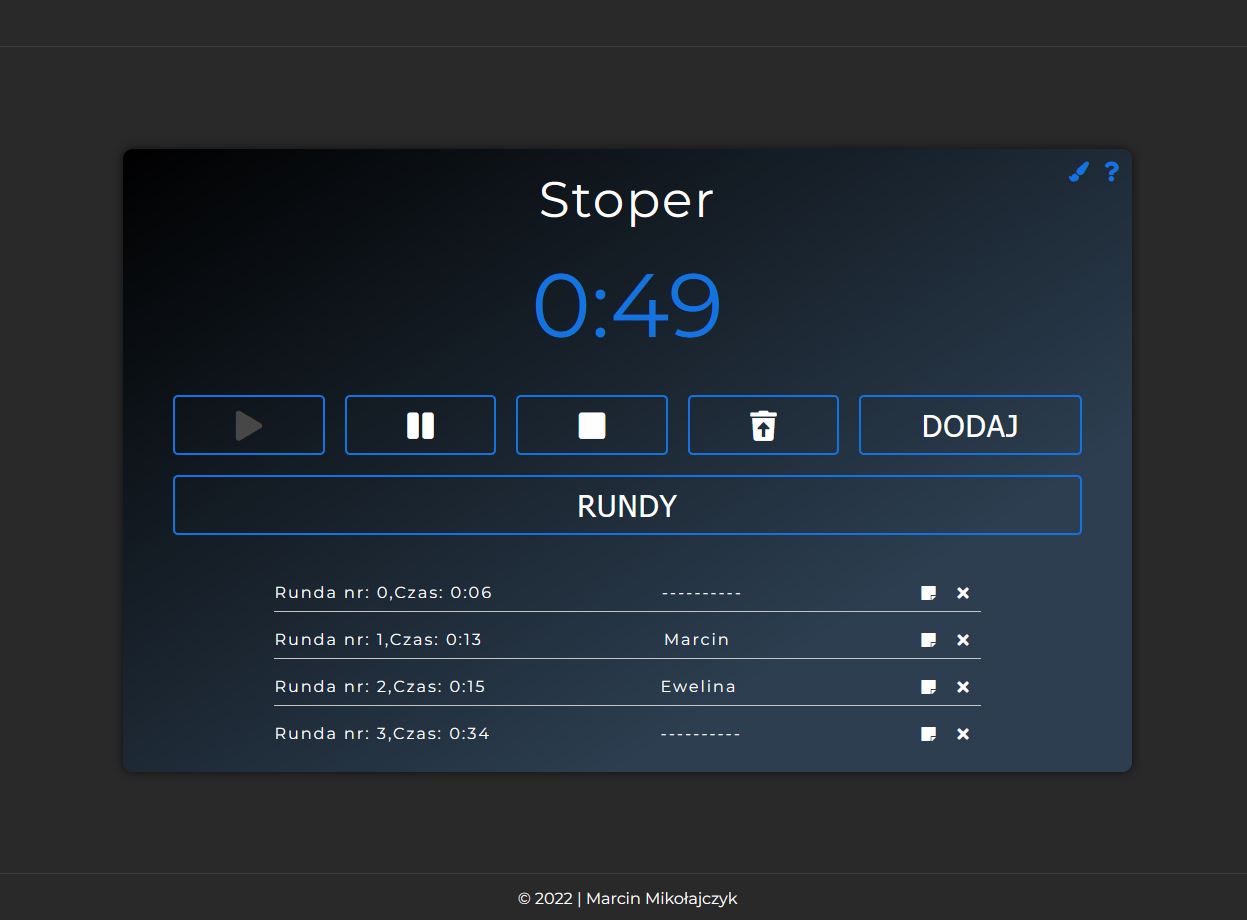 ?
Stoper
0:49
DODAJ
RUNDY
Runda nr: 0,Czas: 0:06 ----------
Runda nr: 1,Czas: 0:13 Marcin
Runda nr: 2,Czas: 0:15 Ewelina
Runda nr: 3,Czas: 0:34 ----------
© 2022 | Marcin Mikołajczyk